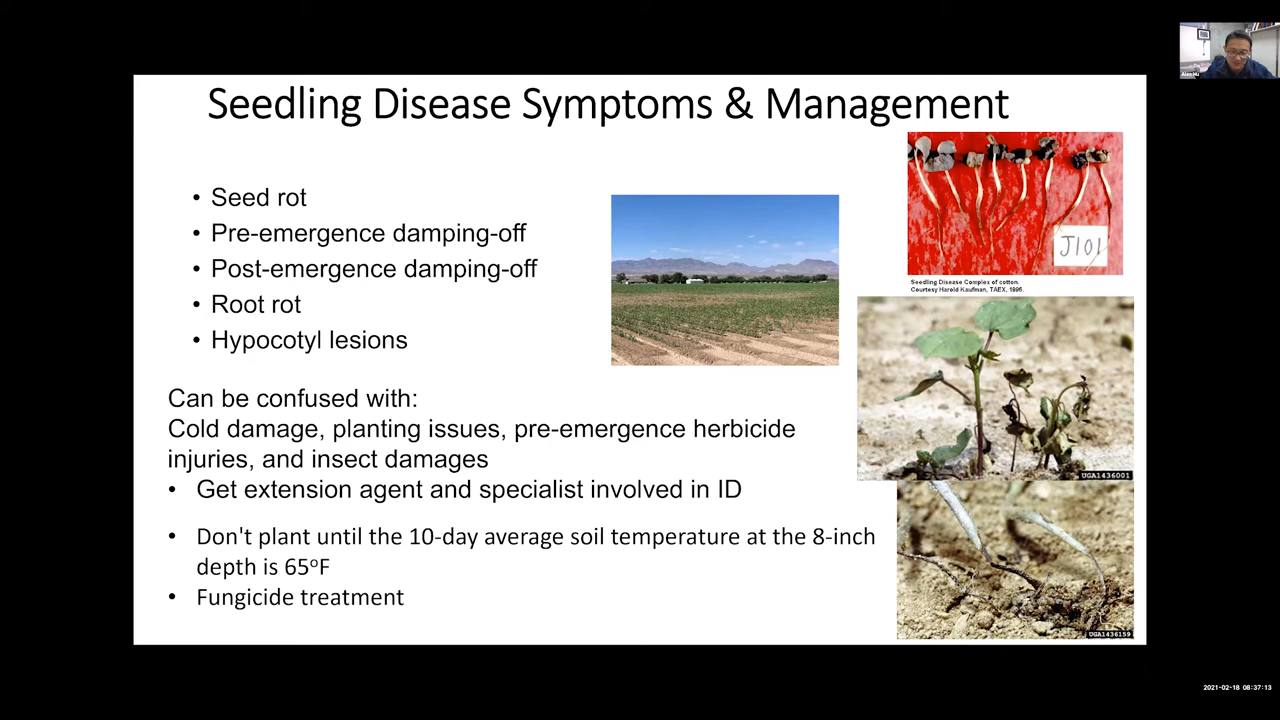 Seedling Disease Symptoms & Management
• Seed rot
• Pre-emergence damping-off
• Post-emergence damping-off
• Root rot
• Hypocotyl lesions
Can be confused with:
Cold damage, planting issues, pre-emergence herbicide
injuries, and insect damages
• Get extension agent and specialist involved in ID
• Don't plant until the 10-day average soil temperature at the 8-inch
depth is 65°F
• Fungicide treatment
J101
Seedling Disease Complex of cotton.
Courtesy Harold Kaufman, TAEX, 1995.
UGA1436001
UGA1436159
Alex Hu
2021-02-18 08:37:13